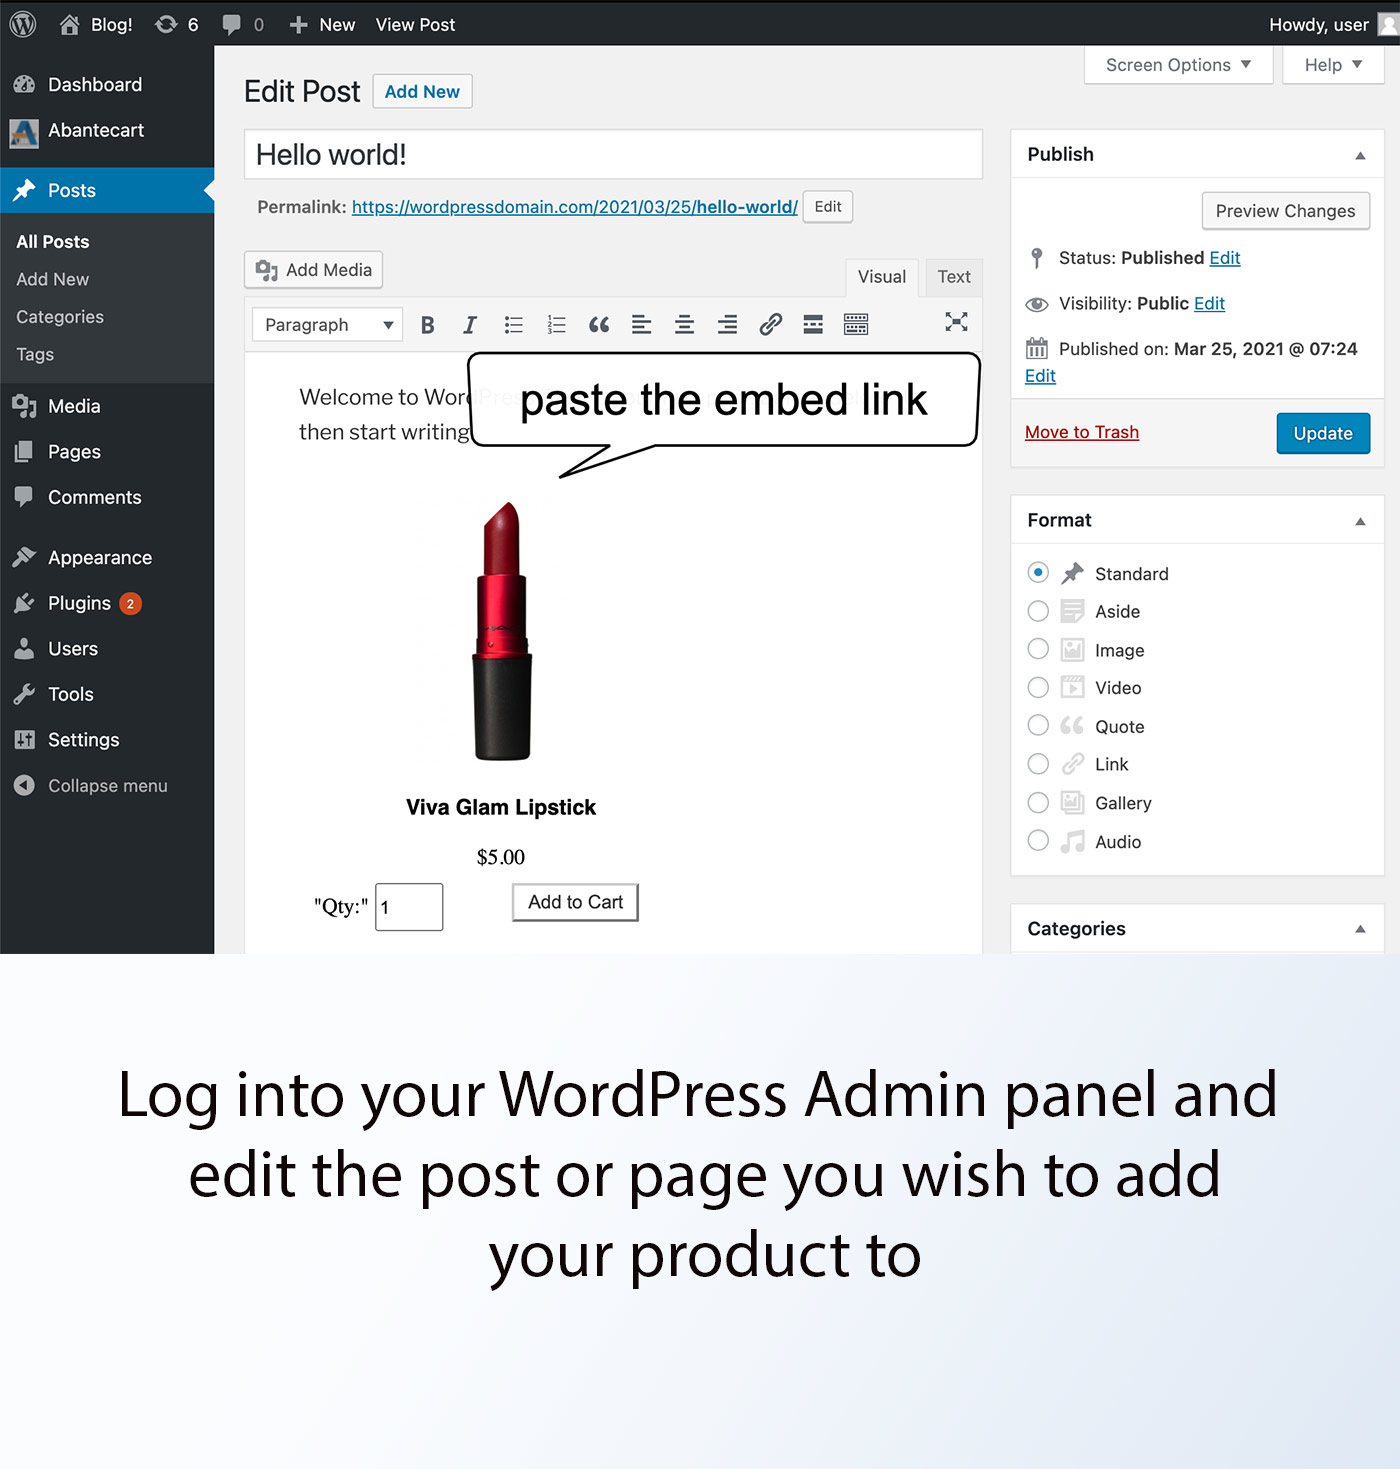 Blog! 6 0 New View Post Howdy, user
Screen Options Help
Dashboard
Abantecart
Posts
All Posts
Add New
Categories
Tags
Media
Pages
Comments
Appearance
Plugins 2
Users
Tools
Settings
Collapse menu
Edit Post Add New
Hello world!
Permalink: https://wordpressdomain.com/2021/03/25/hello-world/ Edit
Add Media
Visual Text
Paragraph
Welcome to
then start writing
paste the embed link
Viva Glam Lipstick
$5.00
"Qty:" 1 Add to Cart
Publish
Preview Changes
Status: Published Edit
Visibility: Public Edit
Published on: Mar 25, 2021 @ 07:24
Edit
Move to Trash Update
Format
Standard
Aside
Image
Video
Quote
Link
Gallery
Audio
Categories
Log into your WordPress Admin panel and
edit the post or page you wish to add
your product to